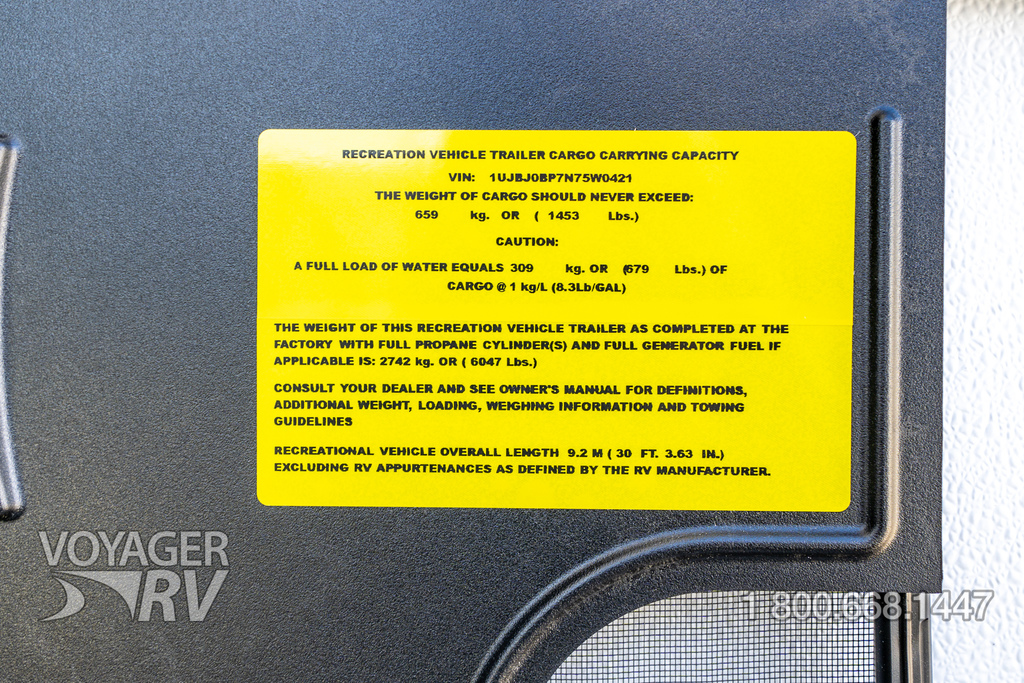 RECREATION VEHICLE TRAILER CARGO CARRYING CAPACITY
VIN: 1UJBJ0BP7N75W0421
THE WEIGHT OF CARGO SHOULD NEVER EXCEED:
659 kg. OR ( 1453 Lbs.)
CAUTION:
A FULL LOAD OF WATER EQUALS 309 kg. OR (679 Lbs.) OF
CARGO @ 1 kg/L (8.3Lb/GAL)
THE WEIGHT OF THIS RECREATION VEHICLE TRAILER AS COMPLETED AT THE
FACTORY WITH FULL PROPANE CYLINDER(S) AND FULL GENERATOR FUEL IF
APPLICABLE IS: 2742 kg. OR ( 6047 Lbs.)
CONSULT YOUR DEALER AND SEE OWNER'S MANUAL FOR DEFINITIONS,
ADDITIONAL WEIGHT, LOADING, WEIGHING INFORMATION AND TOWING
GUIDELINES
RECREATIONAL VEHICLE OVERALL LENGTH 9.2 M ( 30 FT. 3.63 IN.)
EXCLUDING RV APPURTENANCES AS DEFINED BY THE RV MANUFACTURER.
VOYAGER
RV
1 800.668.1447